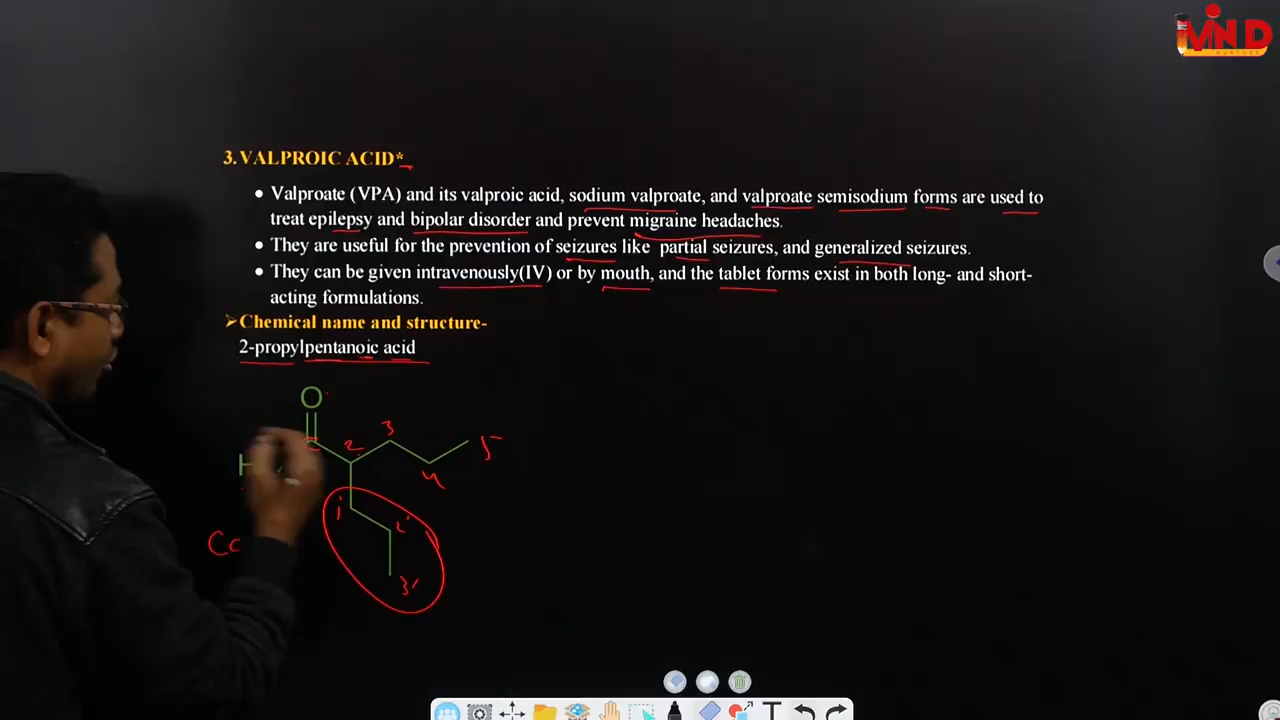 MIND
3. VALPROIC ACID*
• Valproate (VPA) and its valproic acid, sodium valproate, and valproate semisodium forms are used to
treat epilepsy and bipolar disorder and prevent migraine headaches.
• They are useful for the prevention of seizures like partial seizures, and generalized seizures.
• They can be given intravenously(IV) or by mouth, and the tablet forms exist in both long- and short-
acting formulations.
➢Chemical name and structure-
2-propylpentanoic acid
O
3
2
5
H
4
1
2
3
T